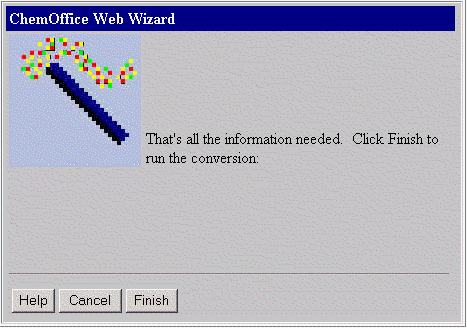 ChemOffice Web Wizard
That's all the information needed.  Click Finish to
run the conversion:
Help Cancel Finish